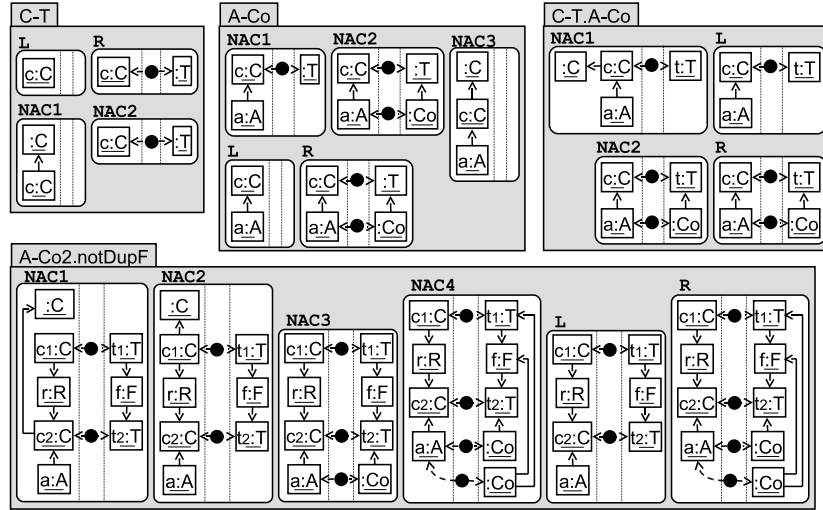 C-T
L
R
c:C
c:C :T
NAC1
NAC2
:C
c:C
c:C :T
A-Co
NAC1
NAC2
NAC3
c:C :T
a:A
c:C :T
a:A :Co
:C
c:C
a:A
L
R
c:C
a:A
c:C :T
a:A :Co
C-T.A-Co
NAC1
L
:C c:C t:T
a:A
c:C t:T
a:A
NAC2
R
c:C t:T
a:A :Co
c:C t:T
a:A :Co
A-Co2.notDupF
NAC1
:C
c1:C t1:T
r:R f:F
c2:C t2:T
a:A
NAC2
:C
c1:C t1:T
r:R f:F
c2:C t2:T
a:A
NAC3
c1:C t1:T
r:R f:F
c2:C t2:T
a:A :Co
NAC4
c1:C t1:T
r:R f:F
c2:C t2:T
a:A :Co
:Co
L
c1:C t1:T
r:R f:F
c2:C t2:T
a:A
R
c1:C t1:T
r:R f:F
c2:C t2:T
a:A :Co
:Co